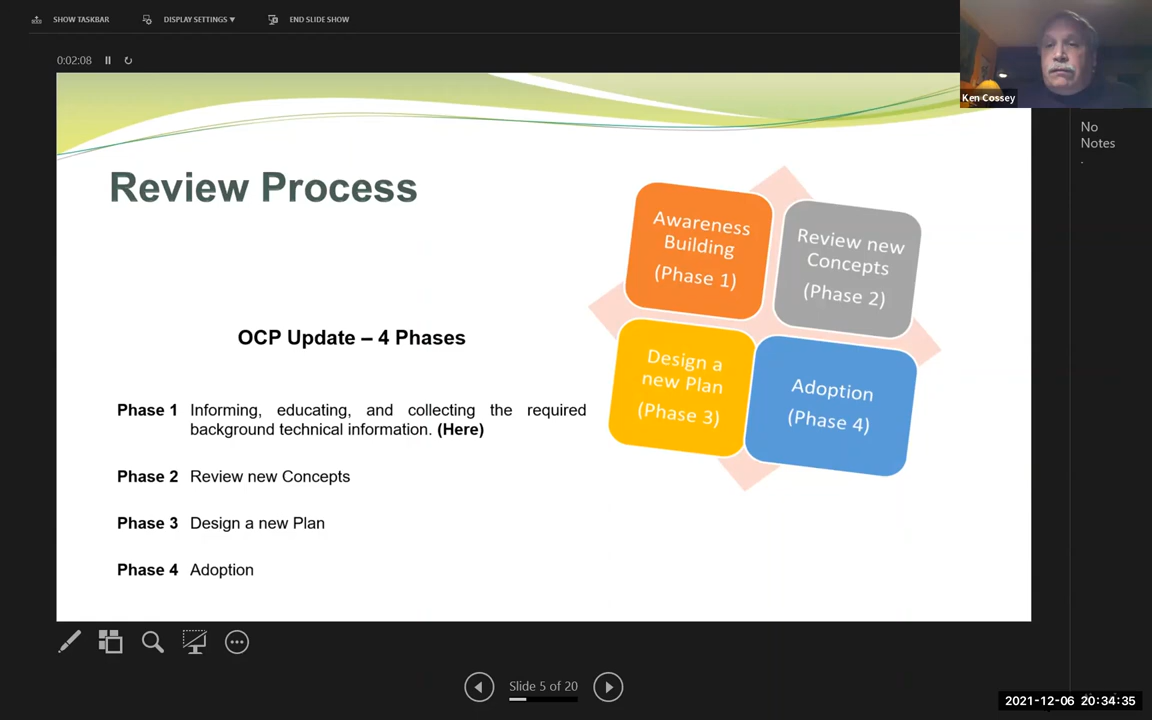 SHOW TASKBAR
DISPLAY SETTINGS ▼
END SLIDE SHOW
0:02:08
Ken Cossey
No
Notes
.
Review Process
OCP Update – 4 Phases
Phase 1 Informing, educating, and collecting the required
background technical information. (Here)
Phase 2 Review new Concepts
Phase 3 Design a new Plan
Phase 4 Adoption
Awareness
Building
(Phase 1)
Review new
Concepts
(Phase 2)
Design a
new Plan
(Phase 3)
Adoption
(Phase 4)
Slide 5 of 20
2021-12-06 20:34:35